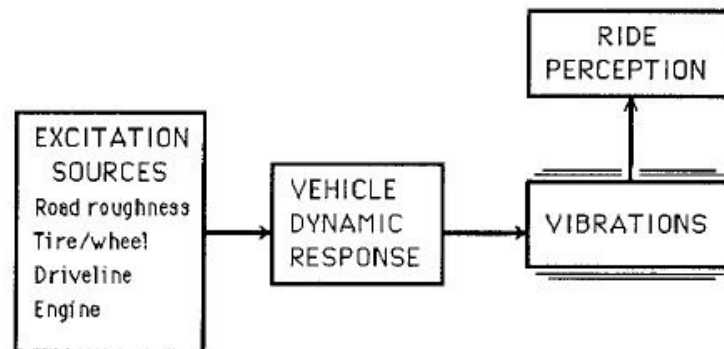 RIDE
PERCEPTION
EXCITATION
SOURCES
Road roughness
Tire/wheel
Driveline
Engine
VEHICLE
DYNAMIC
RESPONSE
VIBRATIONS